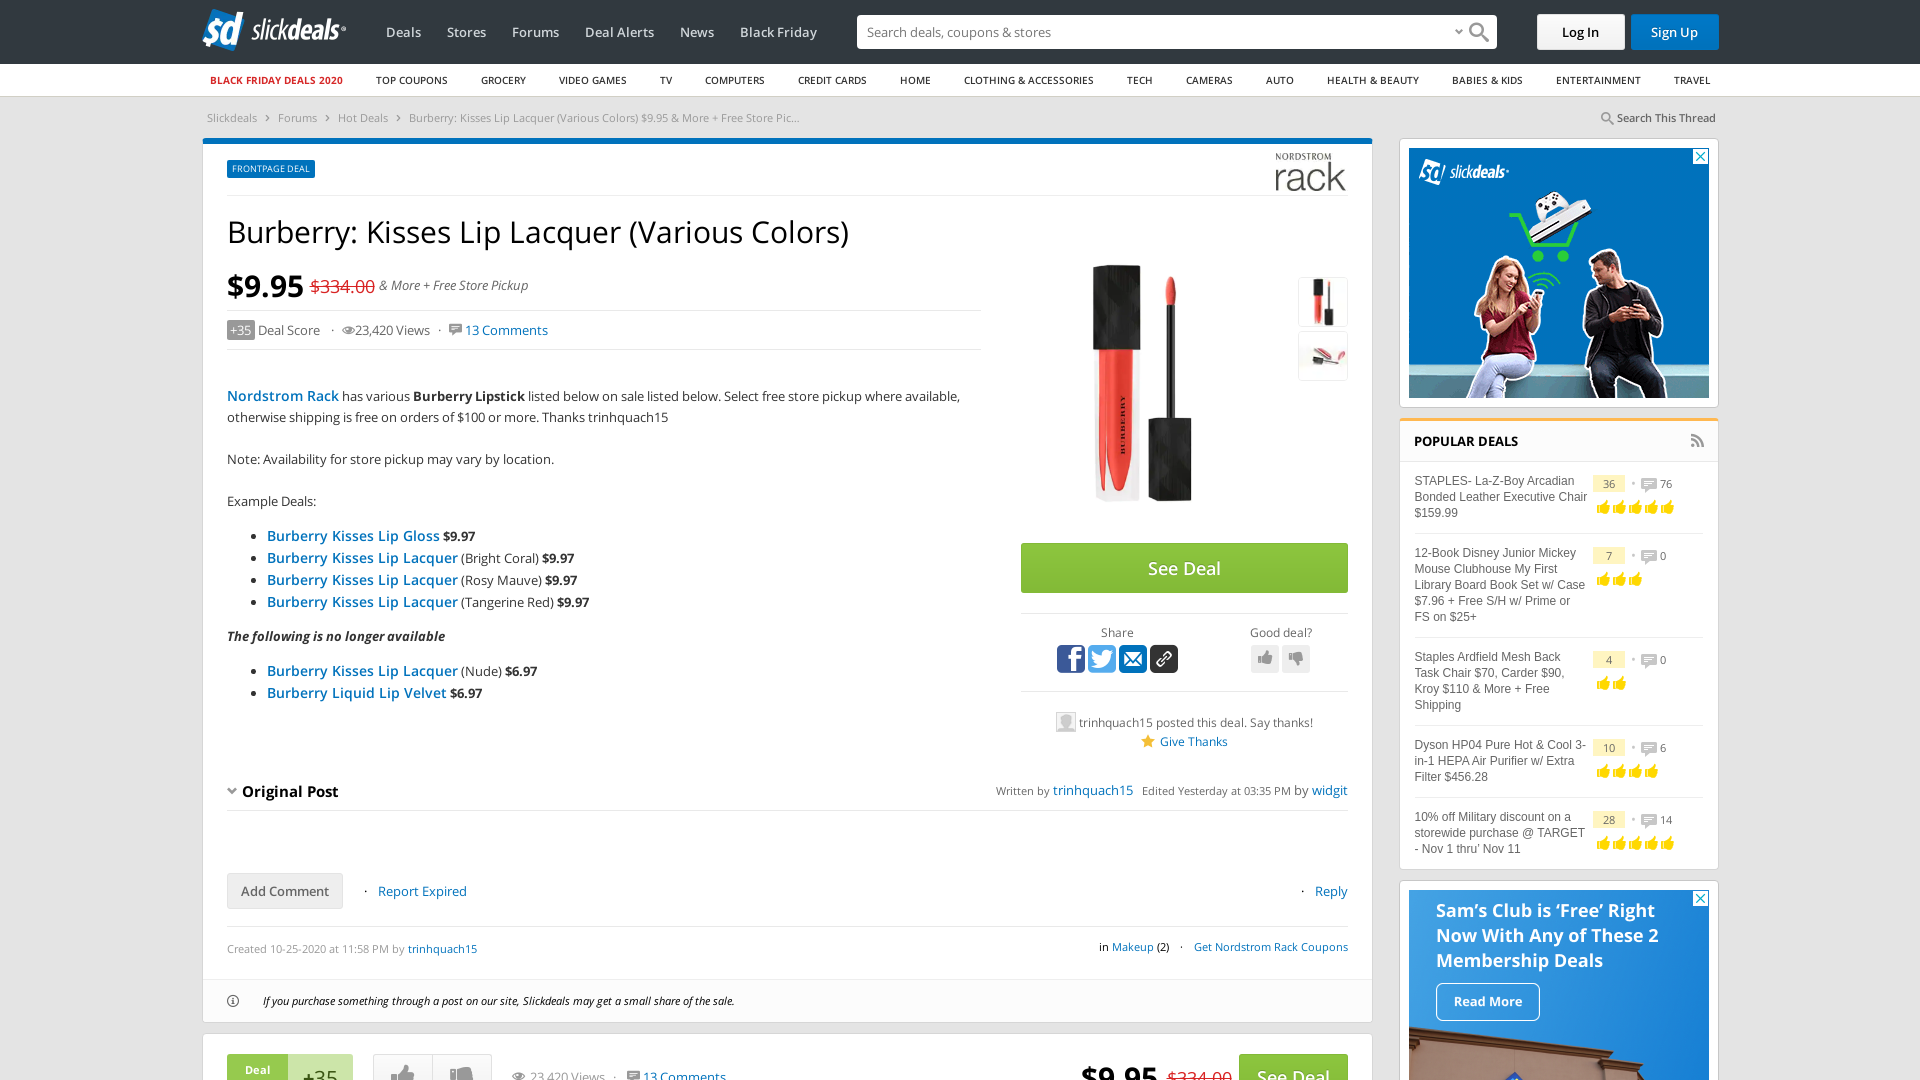 sd slickdeals
Deals Stores Forums Deal Alerts News Black Friday
Search deals, coupons & shops
Log In
Sign Up
BLACK FRIDAY DEALS 2020 TOP COUPONS GROCERY VIDEO GAMES TV COMPUTERS CREDIT CARDS HOME CLOTHING & ACCESSORIES TECH CAMERAS AUTO HEALTH & BEAUTY BABIES & KIDS ENTERTAINMENT TRAVEL
Slickdeals › Forums › Hot Deals › Burberry: Kisses Lip Lacquer (Various Colors) $9.95 & More + Free Store Pic...
Search This Thread
FRONTPAGE DEAL
NORDSTROM
rack
Burberry: Kisses Lip Lacquer (Various Colors)
$9.95 $334.00 & More + Free Store Pickup
+35 Deal Score · 23,420 Views · 13 Comments
Nordstrom Rack has various Burberry Lipstick listed below on sale listed below. Select free store pickup where available,
otherwise shipping is free on orders of $100 or more. Thanks trinhquach15
Note: Availability for store pickup may vary by location.
Example Deals:
Burberry Kisses Lip Gloss $9.97
Burberry Kisses Lip Lacquer (Bright Coral) $9.97
Burberry Kisses Lip Lacquer (Rosy Mauve) $9.97
Burberry Kisses Lip Lacquer (Tangerine Red) $9.97
The following is no longer available
Burberry Kisses Lip Lacquer (Nude) $6.97
Burberry Liquid Lip Velvet $6.97
BURBERRY
See Deal
Share
Good deal?
trinhquach15 posted this deal. Say thanks!
Give Thanks
Original Post
Written by trinhquach15 Edited Yesterday at 03:35 PM by widgit
Add Comment · Report Expired
· Reply
Created 10-25-2020 at 11:58 PM by trinhquach15
in Makeup (2) · Get Nordstrom Rack Coupons
If you purchase something through a post on our site, Slickdeals may get a small share of the sale.
Deal
+35
23,420 Views · 13 Comments
$9.95 $334.00
See Deal
sd slickdeals
POPULAR DEALS
STAPLES- La-Z-Boy Arcadian
Bonded Leather Executive Chair
$159.99
36 • 76
12-Book Disney Junior Mickey
Mouse Clubhouse My First
Library Board Book Set w/ Case
$7.96 + Free S/H w/ Prime or
FS on $25+
7 • 0
Staples Ardfield Mesh Back
Task Chair $70, Carder $90,
Kroy $110 & More + Free
Shipping
4 • 0
Dyson HP04 Pure Hot & Cool 3-
in-1 HEPA Air Purifier w/ Extra
Filter $456.28
10 • 6
10% off Military discount on a
storewide purchase @ TARGET
- Nov 1 thru' Nov 11
28 • 14
Sam's Club is 'Free' Right
Now With Any of These 2
Membership Deals
Read More